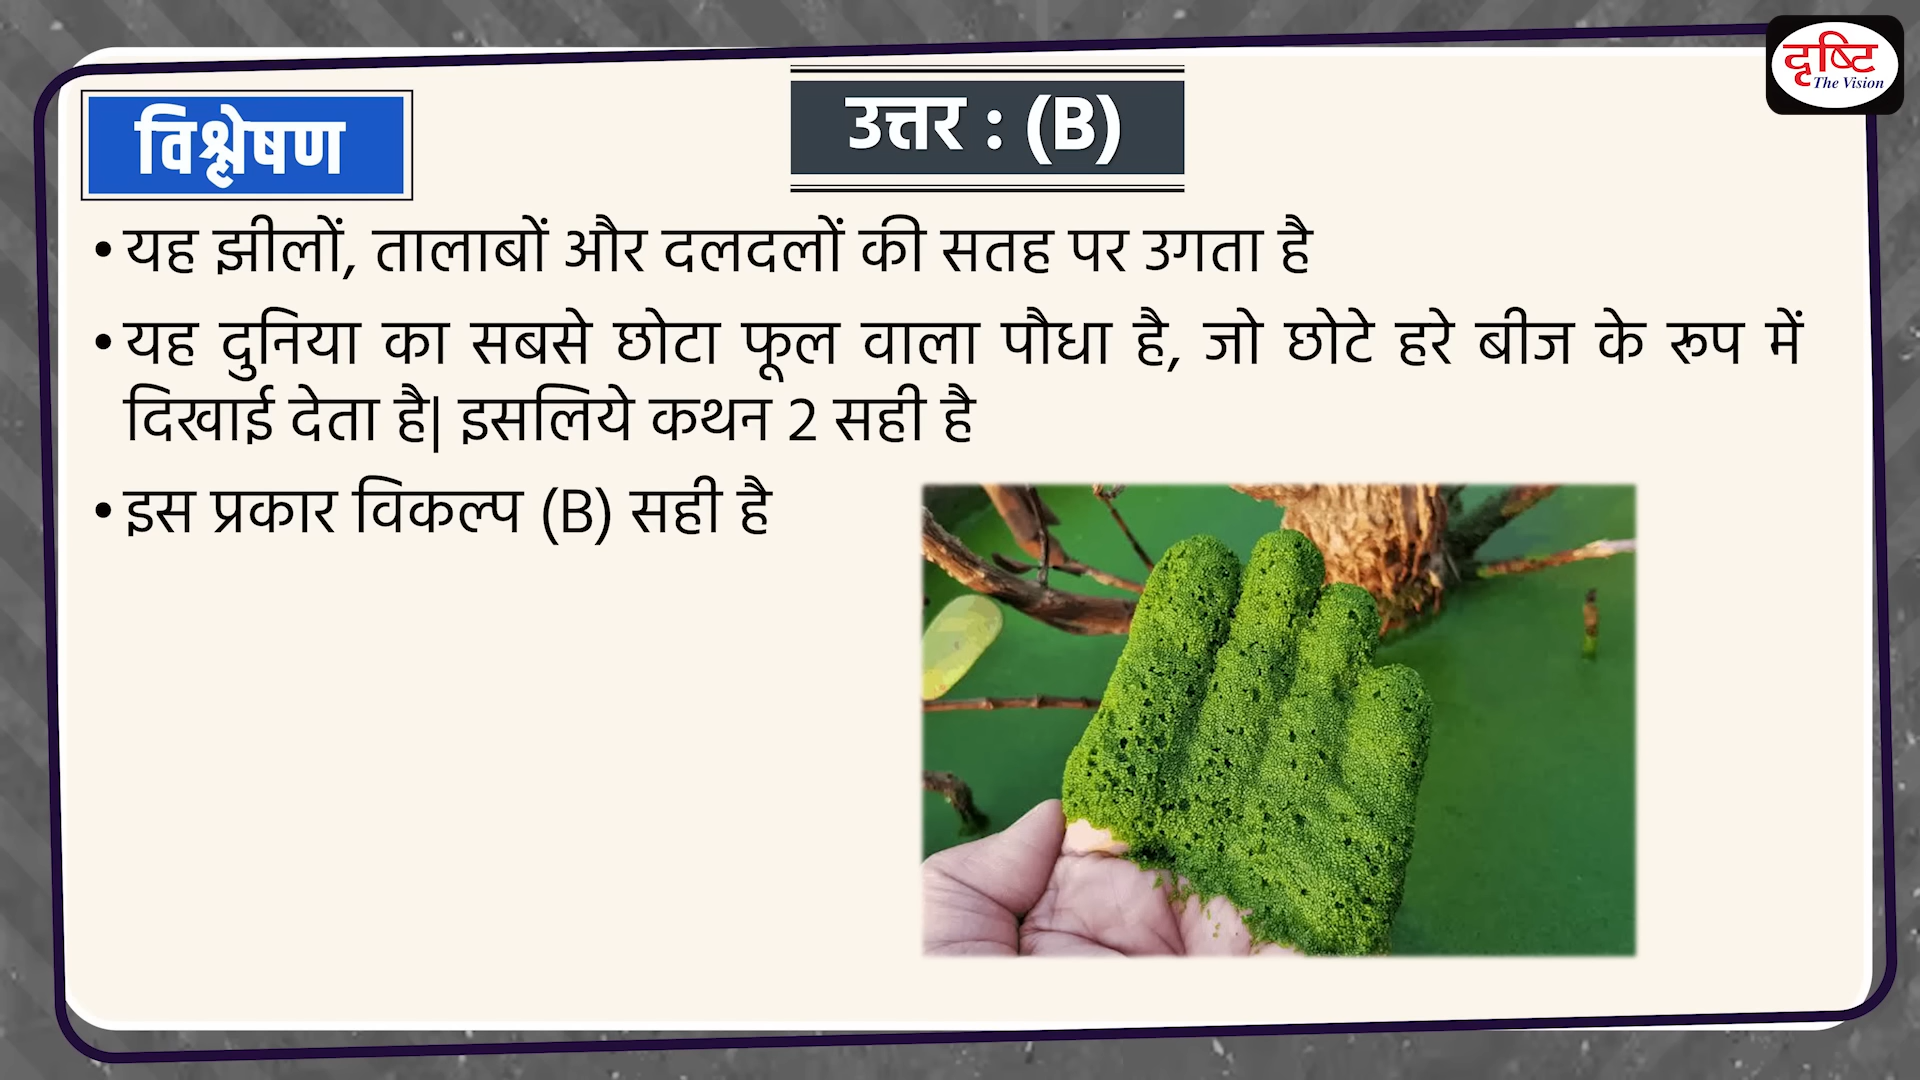 दृष्टि
The Vision
विश्लेषण
उत्तर : (B)
• यह झीलों, तालाबों और दलदलों की सतह पर उगता है
• यह दुनिया का सबसे छोटा फूल वाला पौधा है, जो छोटे हरे बीज के रूप में
दिखाई देता है| इसलिये कथन 2 सही है
• इस प्रकार विकल्प (B) सही है